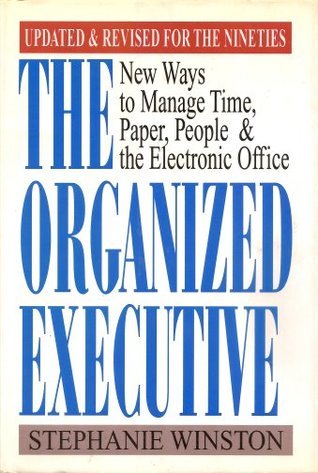 UPDATED & REVISED FOR THE NINETIES
THE
New Ways
to Manage Time,
Paper, People &
the Electronic Office
ORGANIZED
EXECUTIVE
STEPHANIE WINSTON